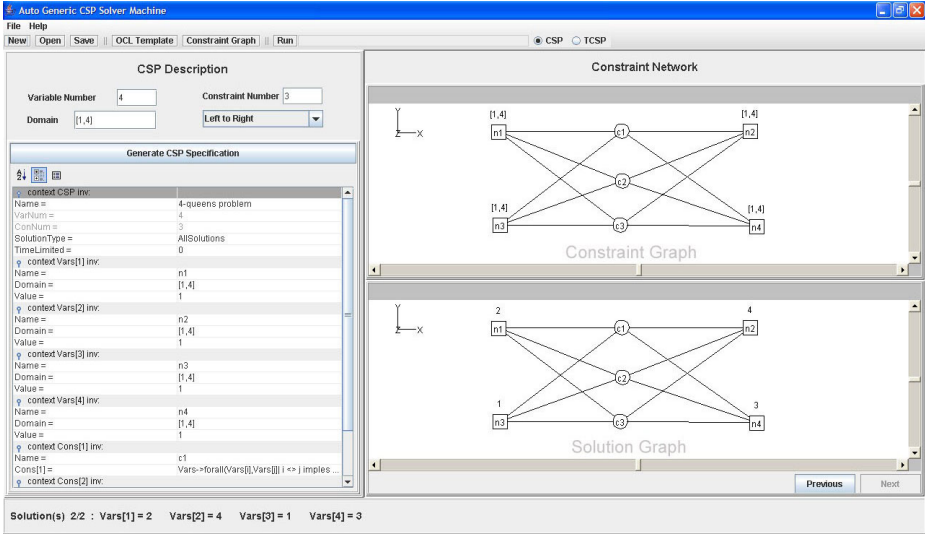 Auto Generic CSP Solver Machine
File Help
New Open Save || OCL Template Constraint Graph || Run CSP TCSP
CSP Description
Variable Number 4 Constraint Number 3
Domain [1,4] Left to Right
Generate CSP Specification
context CSP inv:
Name = 4-queens problem
VarNum = 4
ConNum = 3
SolutionType = AllSolutions
TimeLimited = 0
context Vars[1] inv:
Name = n1
Domain = [1,4]
Value = 1
context Vars[2] inv:
Name = n2
Domain = [1,4]
Value = 1
context Vars[3] inv:
Name = n3
Domain = [1,4]
Value = 1
context Vars[4] inv:
Name = n4
Domain = [1,4]
Value = 1
context Cons[1] inv:
Name = c1
Cons[1] = Vars->forall(Vars[i],Vars[j]| i <> j imples ...
context Cons[2] inv:
Constraint Network
Y
Z X
[1,4] [1,4]
n1 c1 n2
c2
[1,4] [1,4]
n3 c3 n4
Constraint Graph
Y
Z X
2 4
n1 c1 n2
c2
1 3
n3 c3 n4
Solution Graph
Previous Next
Solution(s) 2/2 : Vars[1] = 2 Vars[2] = 4 Vars[3] = 1 Vars[4] = 3